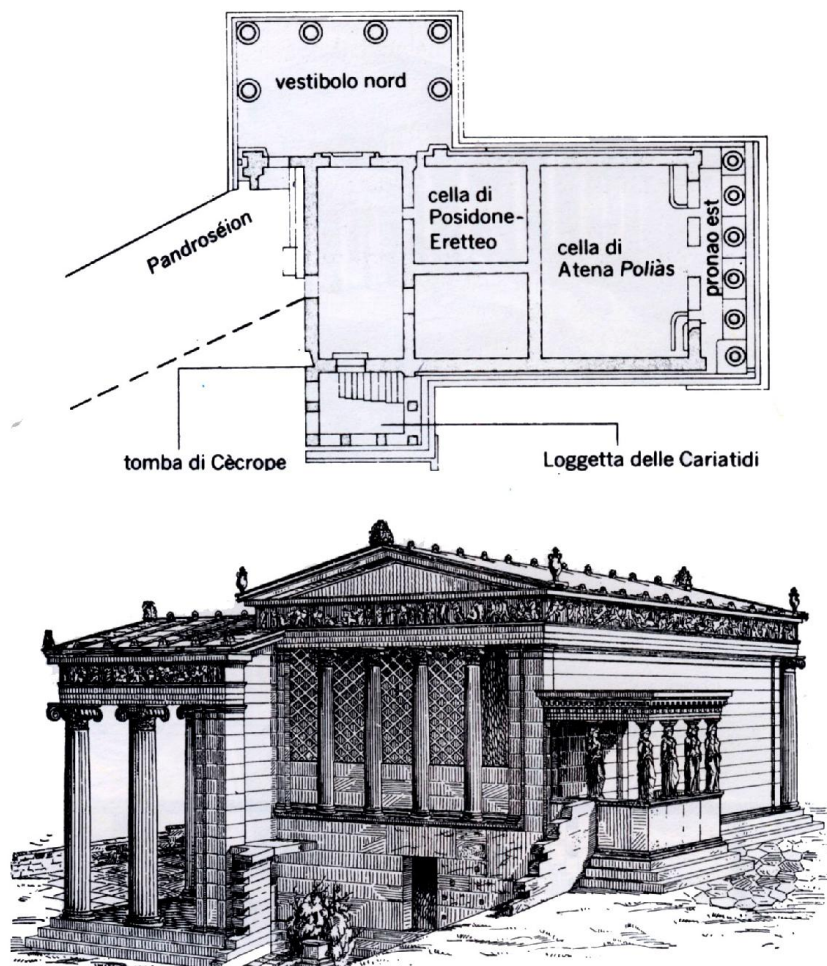 vestibolo nord
cella di
Posidone-
Eretteo
Pandroséion
cella di
Atena Poliàs
pronao est
tomba di Cècrope
Loggetta delle Cariatidi